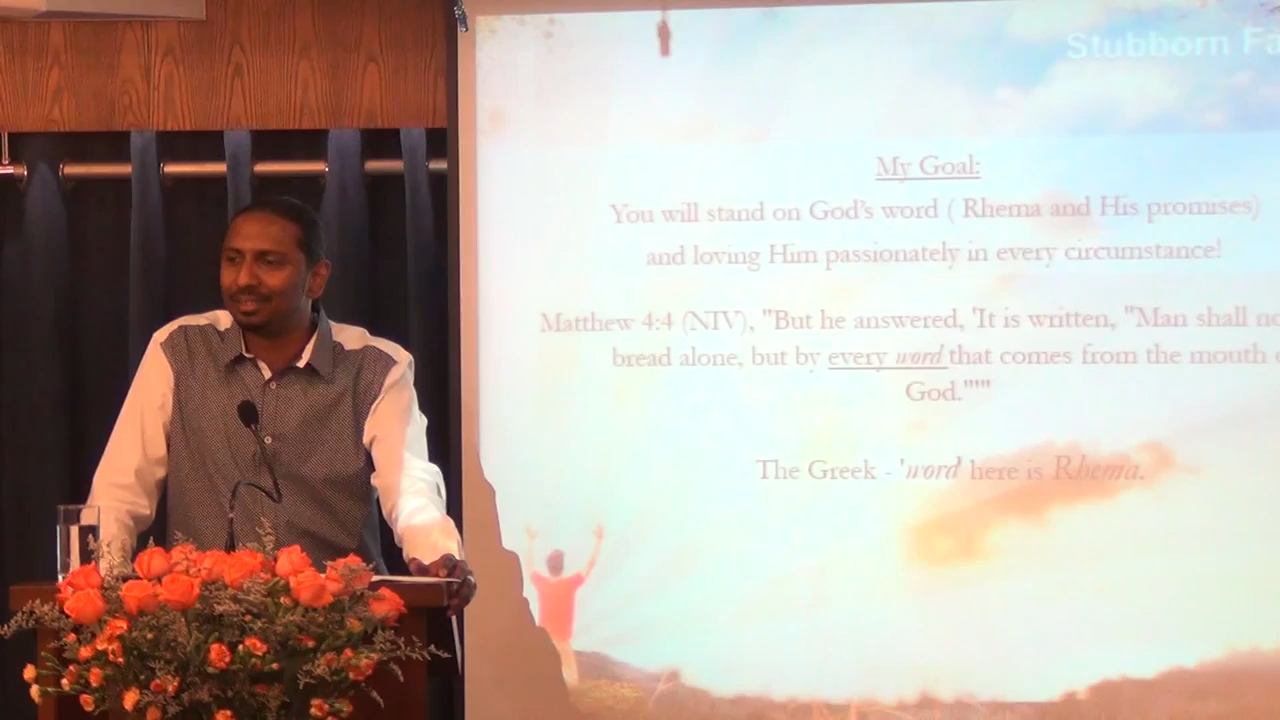 Stubborn Fa
My Goal:
You will stand on God's word ( Rhema and His promises)
and loving Him passionately in every circumstance!
Matthew 4:4 (NIV), "But he answered, 'It is written, "Man shall no
bread alone, but by every word that comes from the mouth
God."'"
The Greek - 'word' here is Rhema.